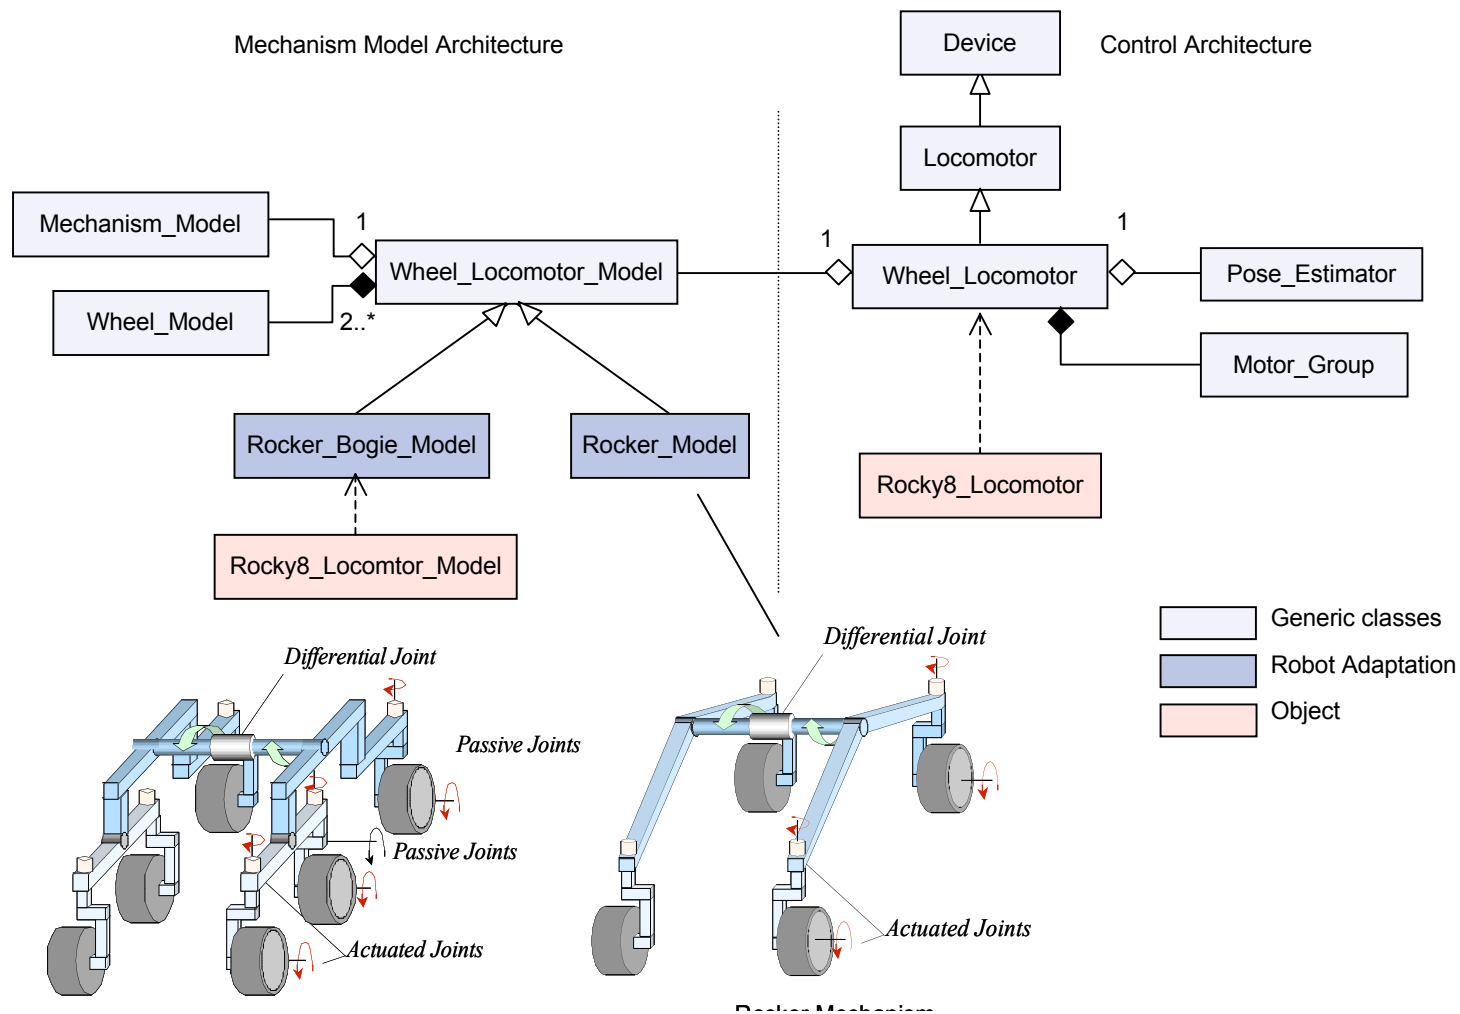 Mechanism Model Architecture
Device
Control Architecture
Locomotor
Mechanism_Model
1
Wheel_Locomotor_Model
1
Wheel_Locomotor
1
Pose_Estimator
Wheel_Model
2..*
Motor_Group
Rocker_Bogie_Model
Rocker_Model
Rocky8_Locomotor
Rocky8_Locomtor_Model
Generic classes
Robot Adaptation
Object
Differential Joint
Passive Joints
Passive Joints
Actuated Joints
Differential Joint
Actuated Joints
Rocker Mechanism